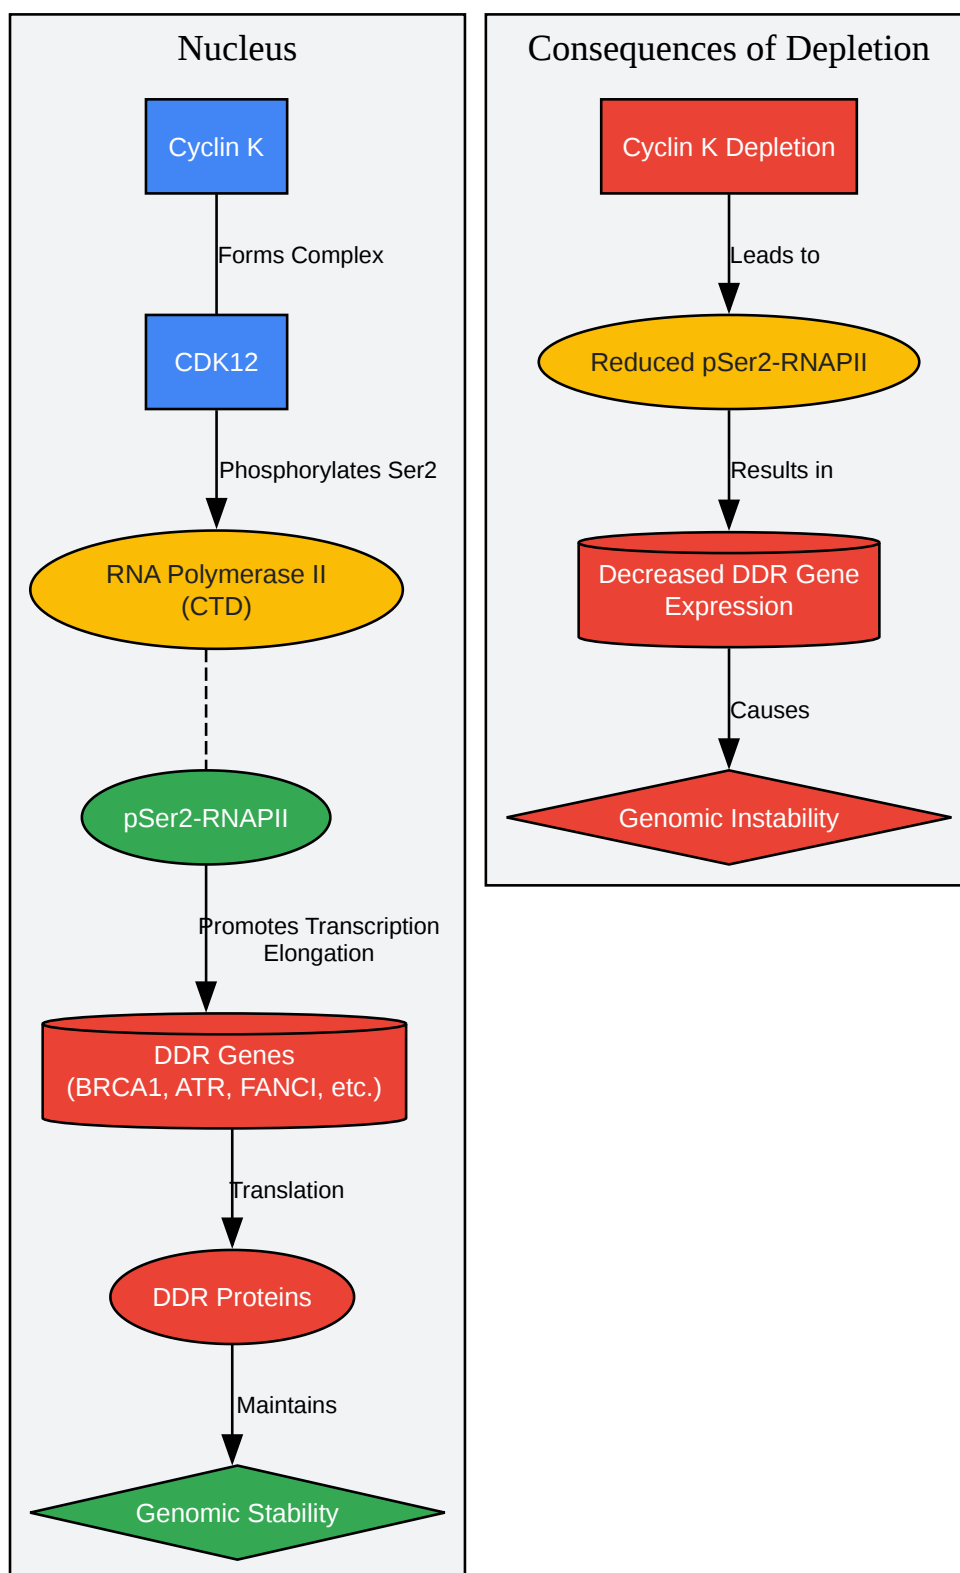 Nucleus
Cyclin K
Forms Complex
CDK12
Phosphorylates Ser2
RNA Polymerase II
(CTD)
pSer2-RNAPII
Promotes Transcription
Elongation
DDR Genes
(BRCA1, ATR, FANCI, etc.)
Translation
DDR Proteins
Maintains
Genomic Stability
Consequences of Depletion
Cyclin K Depletion
Leads to
Reduced pSer2-RNAPII
Results in
Decreased DDR Gene
Expression
Causes
Genomic Instability